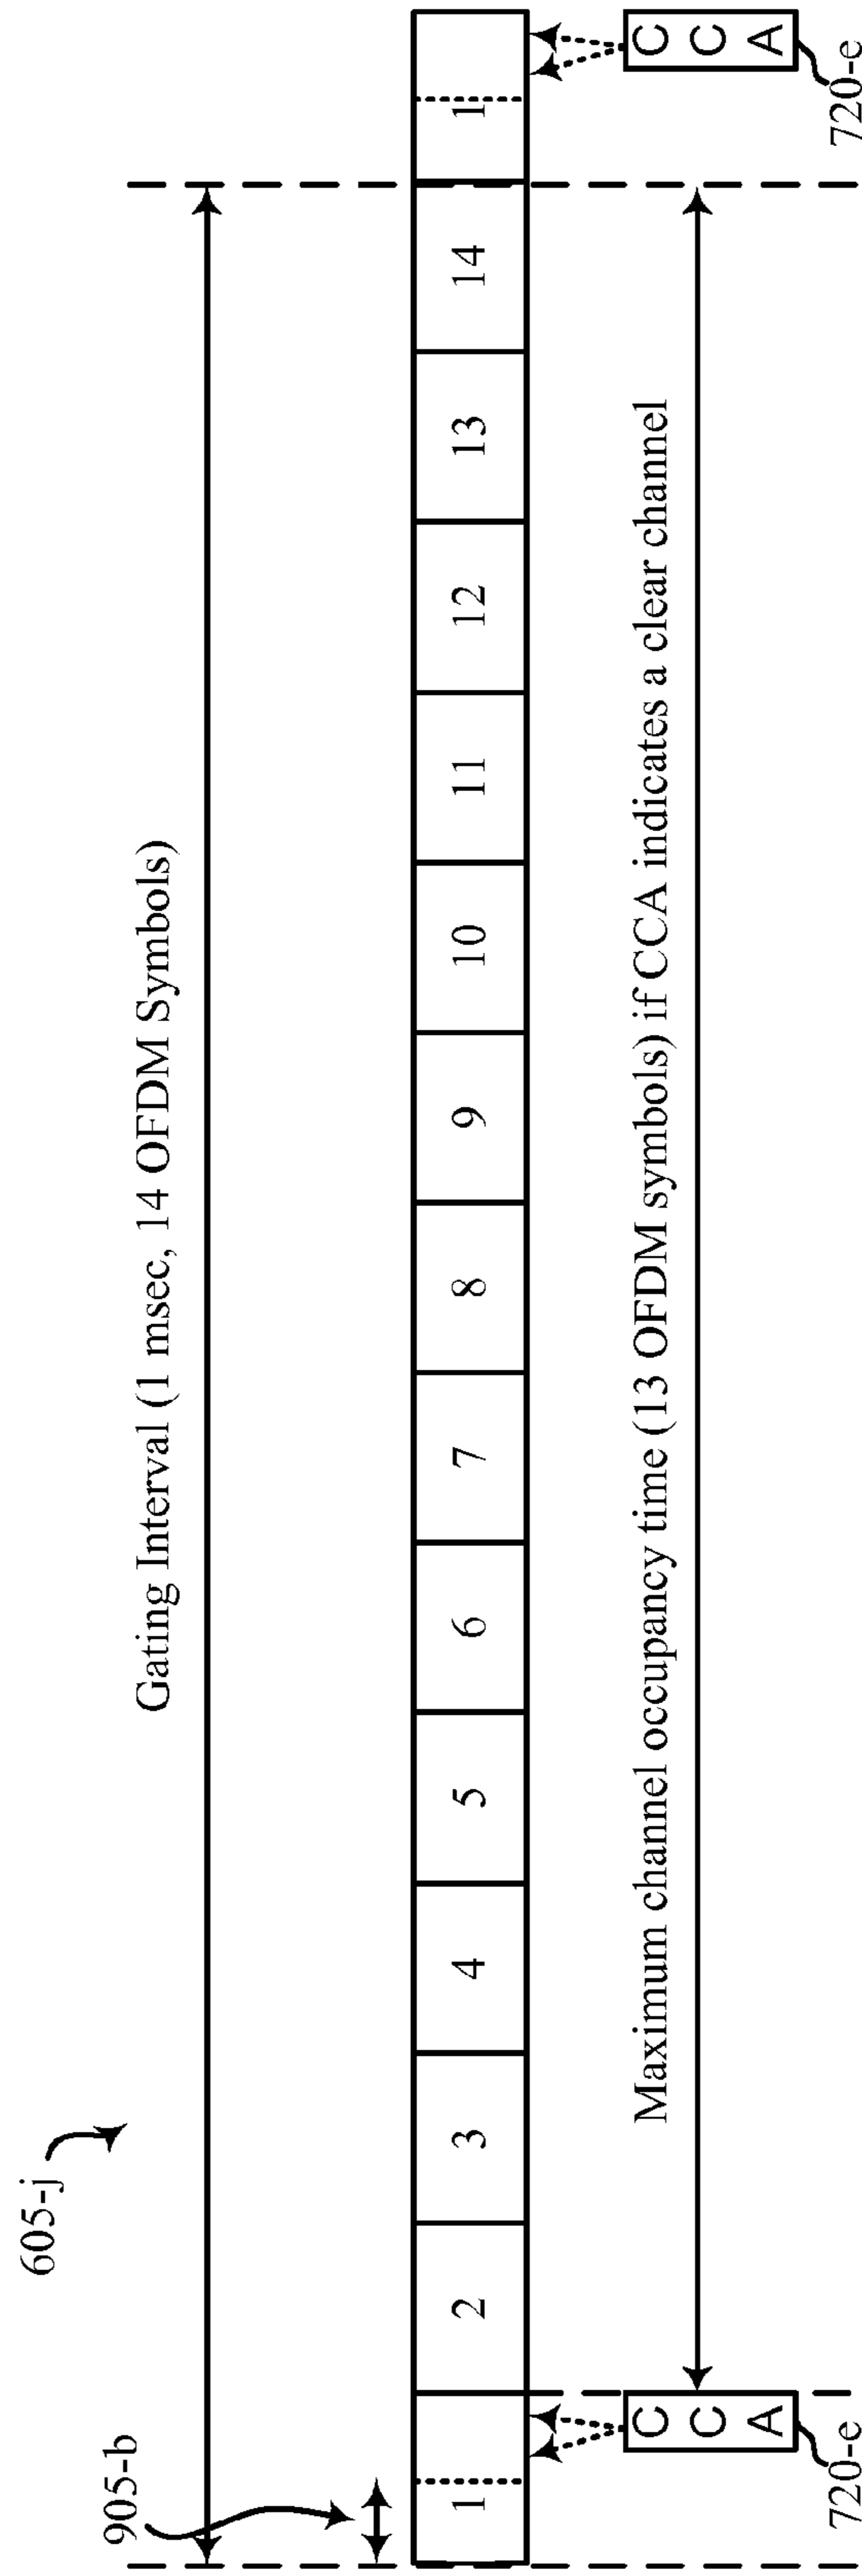 605-j
Gating Interval (1 msec, 14 OFDM Symbols)
905-b
1 2 3 4 5 6 7 8 9 10 11 12 13 14 1
Maximum channel occupancy time (13 OFDM symbols) if CCA indicates a clear channel
CCA
CCA
720-e
720-e